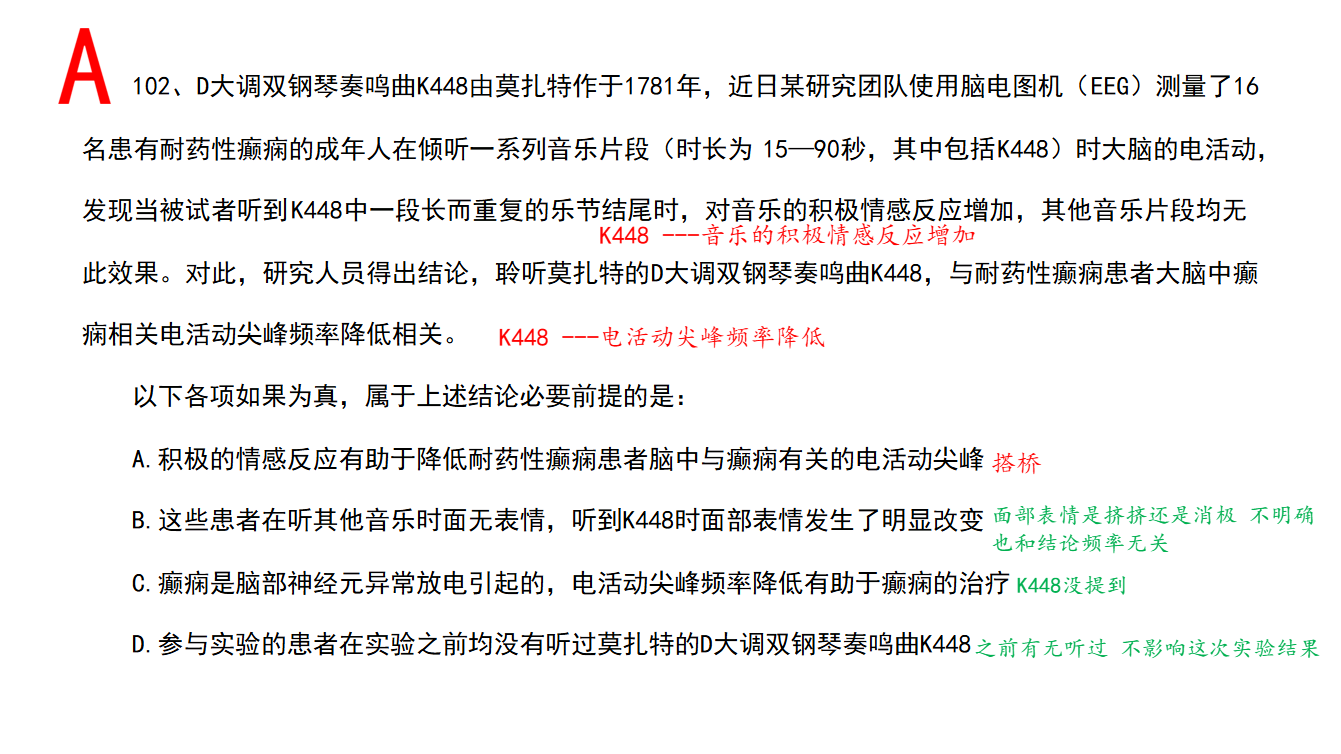 A
102、D大调双钢琴奏鸣曲K448由莫扎特作于1781年，近日某研究团队使用脑电图机（EEG）测量了16
名患有耐药性癫痫的成年人在倾听一系列音乐片段（时长为 15—90秒，其中包括K448）时大脑的电活动，
发现当被试者听到K448中一段长而重复的乐节结尾时，对音乐的积极情感反应增加，其他音乐片段均无
K448 ---音乐的积极情感反应增加
此效果。对此，研究人员得出结论，聆听莫扎特的D大调双钢琴奏鸣曲K448，与耐药性癫痫患者大脑中癫
痫相关电活动尖峰频率降低相关。 K448 ---电活动尖峰频率降低
以下各项如果为真，属于上述结论必要前提的是：
A.积极的情感反应有助于降低耐药性癫痫患者脑中与癫痫有关的电活动尖峰 搭桥
B.这些患者在听其他音乐时面无表情，听到K448时面部表情发生了明显改变 面部表情是挤挤还是消极 不明确
也和结论频率无关
C.癫痫是脑部神经元异常放电引起的，电活动尖峰频率降低有助于癫痫的治疗 K448没提到
D.参与实验的患者在实验之前均没有听过莫扎特的D大调双钢琴奏鸣曲K448 之前有无听过 不影响这次实验结果